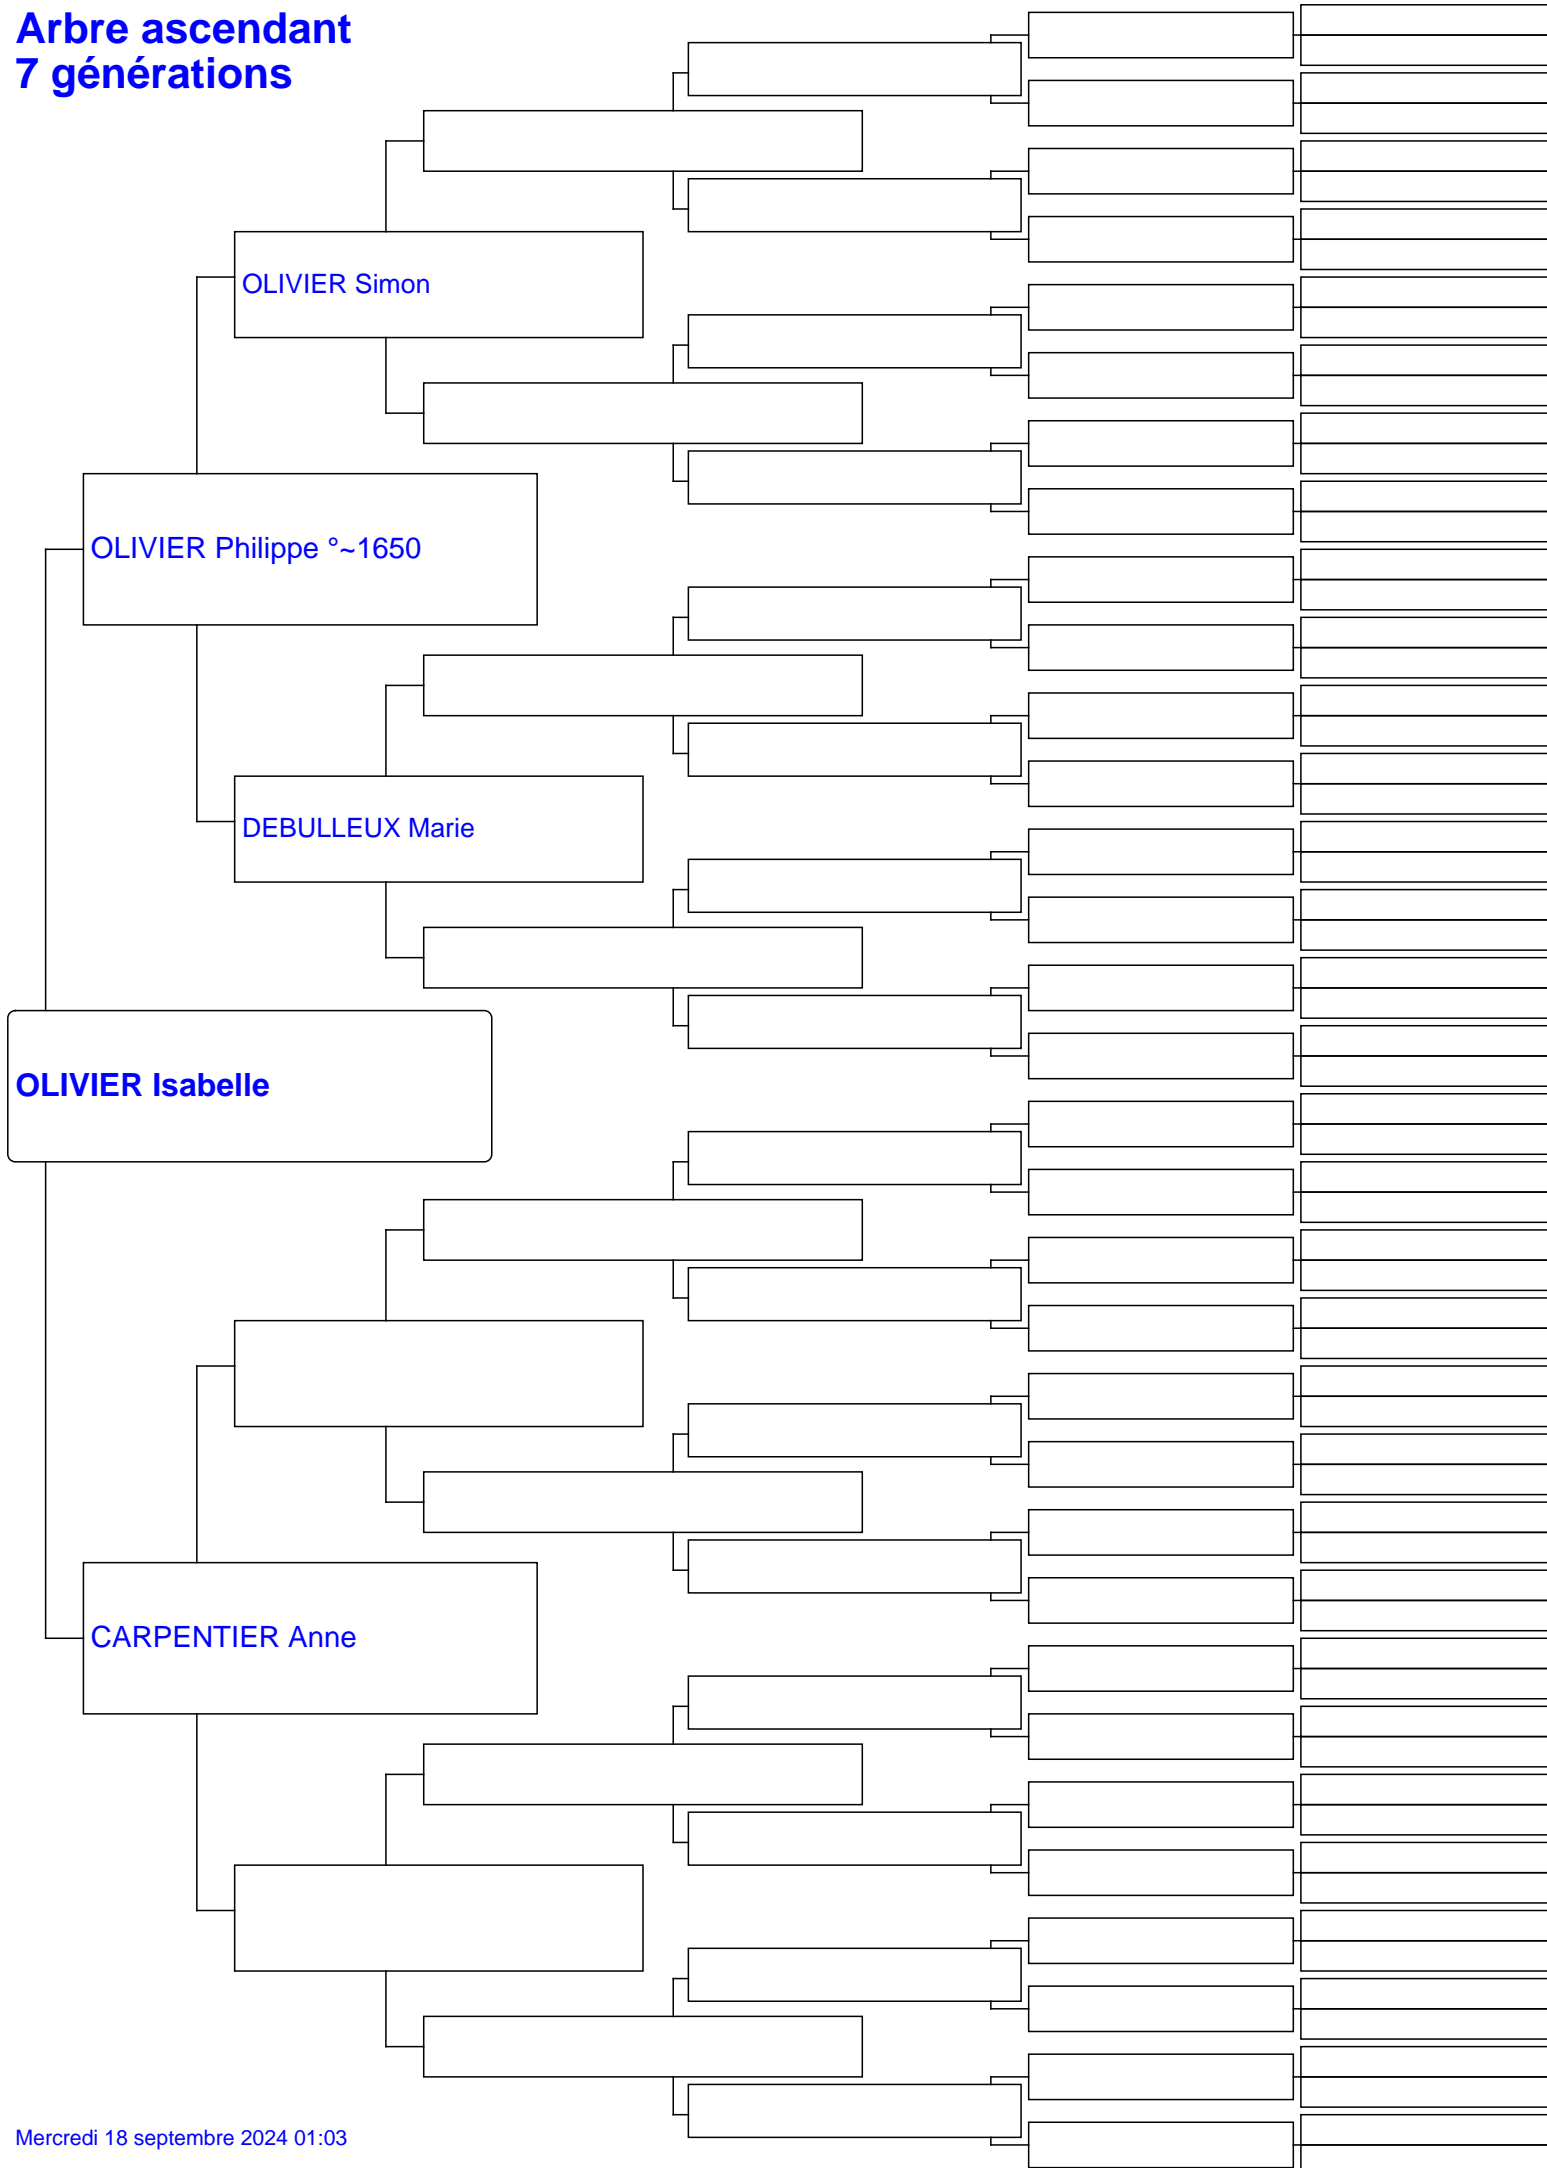 Arbre ascendant
7 générations
OLIVIER Simon
OLIVIER Philippe °~1650
DEBULLEUX Marie
OLIVIER Isabelle
CARPENTIER Anne
Mercredi 18 septembre 2024 01:03